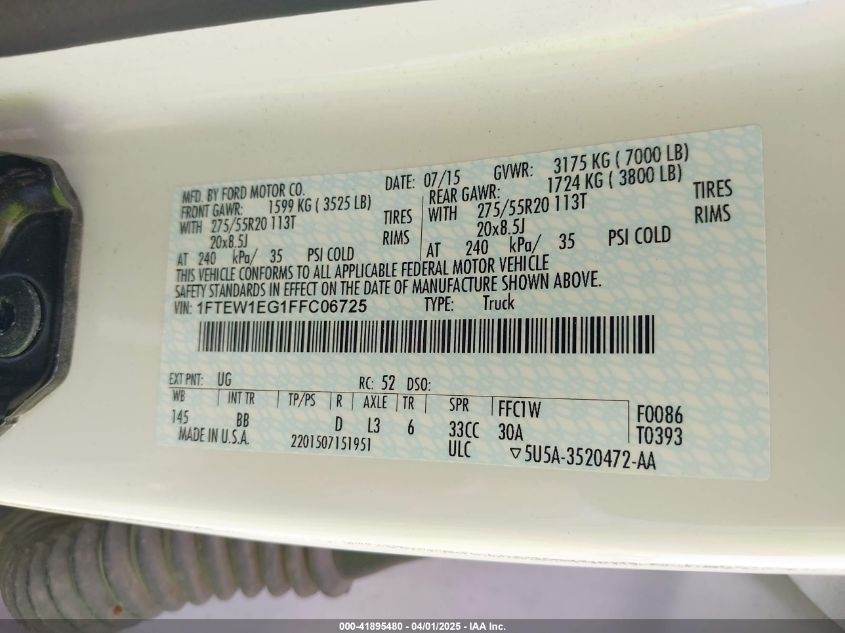 MFD. BY FORD MOTOR CO. DATE: 07/15 GVWR: 3175 KG ( 7000 LB)
FRONT GAWR: 1599 KG ( 3525 LB) REAR GAWR: 1724 KG ( 3800 LB)
WITH 275/55R20 113T TIRES WITH 275/55R20 113T TIRES
20x8.5J RIMS 20x8.5J RIMS
AT 240 kPa/ 35 PSI COLD AT 240 kPa/ 35 PSI COLD
THIS VEHICLE CONFORMS TO ALL APPLICABLE FEDERAL MOTOR VEHICLE
SAFETY STANDARDS IN EFFECT ON THE DATE OF MANUFACTURE SHOWN ABOVE.
VIN: 1FTEW1EG1FFC06725 TYPE: Truck
EXT PNT: UG RC: 52 DSO:
WB INT TR TP/PS R AXLE TR SPR FFC1W F0086
145 BB D L3 6 33CC 30A T0393
MADE IN U.S.A. 2201507151951 ULC ▽5U5A-3520472-AA
000-41895480 - 04/01/2025 - IAA Inc.